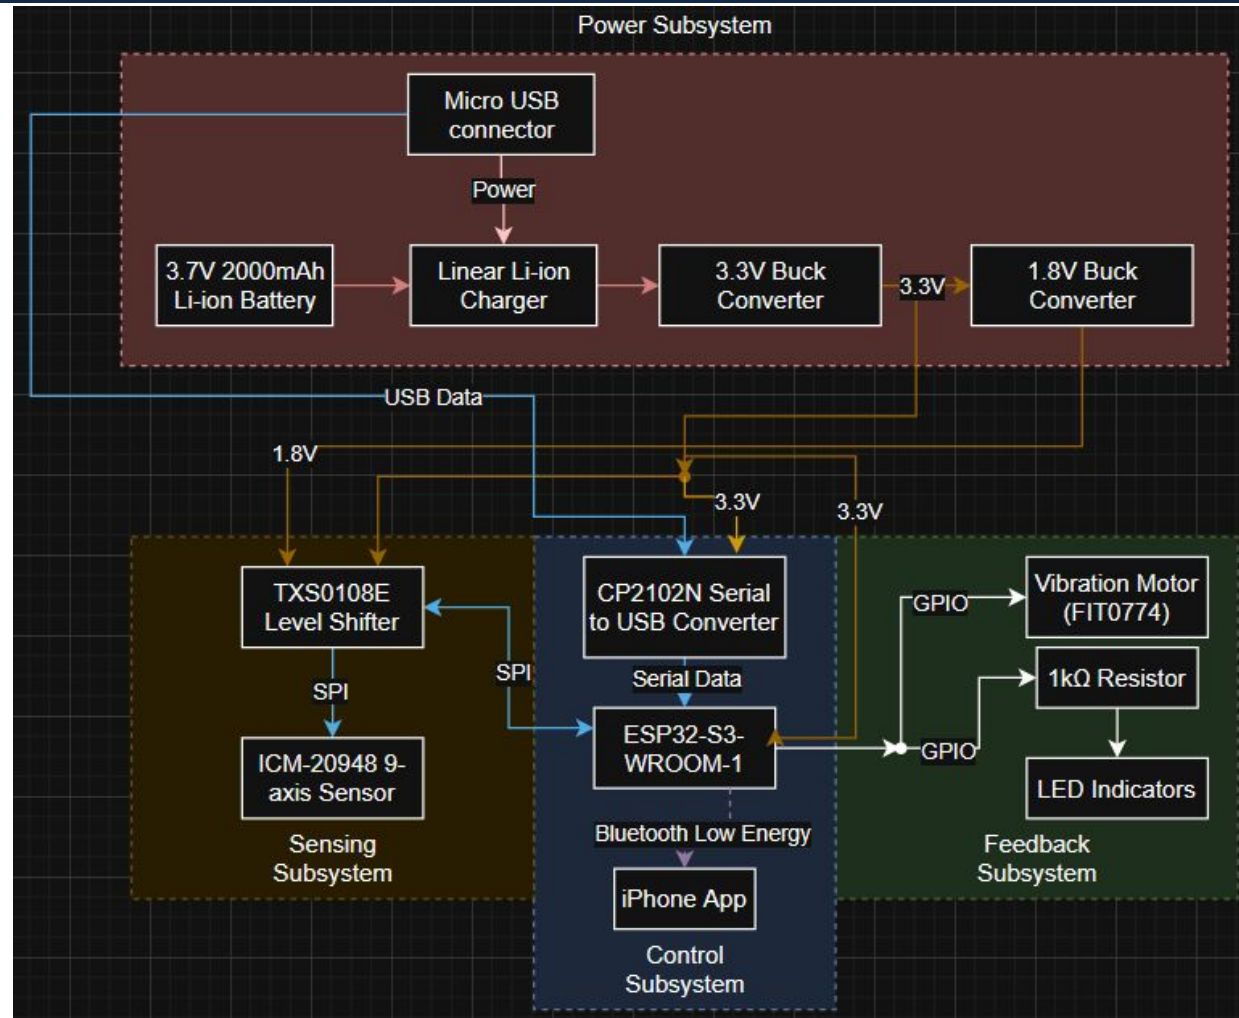 Power Subsystem
Micro USB
connector
Power
3.7V 2000mAh
Li-ion Battery
Linear Li-ion
Charger
3.3V Buck
Converter
3.3V
1.8V Buck
Converter
USB Data
1.8V
3.3V
3.3V
TXS0108E
Level Shifter
SPI
ICM-20948 9-
axis Sensor
Sensing
Subsystem
SPI
CP2102N Serial
to USB Converter
Serial Data
ESP32-S3-
WROOM-1
Bluetooth Low Energy
iPhone App
Control
Subsystem
GPIO
Vibration Motor
(FIT0774)
GPIO
1kΩ Resistor
LED Indicators
Feedback
Subsystem